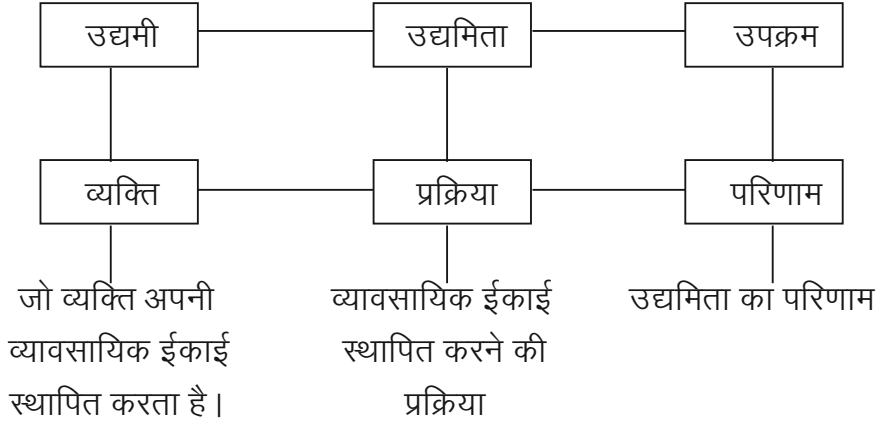 उद्यमी उद्यमिता उपक्रम
व्यक्ति प्रक्रिया परिणाम
जो व्यक्ति अपनी व्यावसायिक ईकाई उद्यमिता का परिणाम
व्यावसायिक ईकाई स्थापित करने की
स्थापित करता है। प्रक्रिया